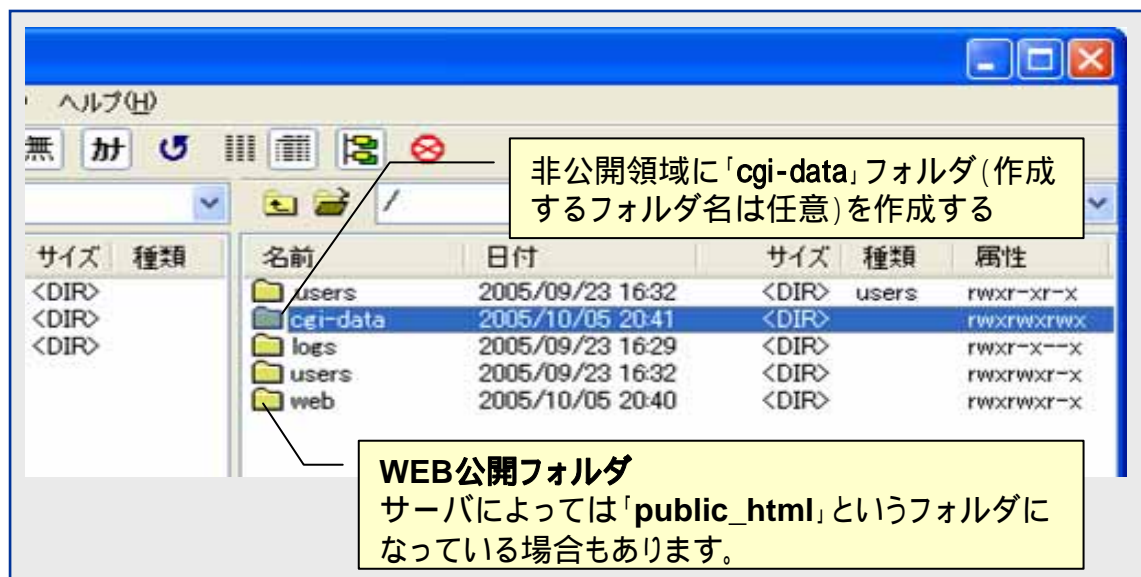 ヘルプ(H)
無 カナ
非公開領域に「cgi-data」フォルダ(作成
するフォルダ名は任意)を作成する
/
サイズ 種類 名前 日付 サイズ 種類 属性
<DIR> .users 2005/09/23 16:32 <DIR> users rwxr-xr-x
<DIR> cgi-data 2005/10/05 20:41 <DIR> rwxrwxrwx
<DIR> logs 2005/09/23 16:29 <DIR> rwxr-x--x
users 2005/09/23 16:32 <DIR> rwxrwxr-x
web 2005/10/05 20:40 <DIR> rwxrwxr-x
WEB公開フォルダ
サーバによっては「public_html」というフォルダに
なっている場合もあります。